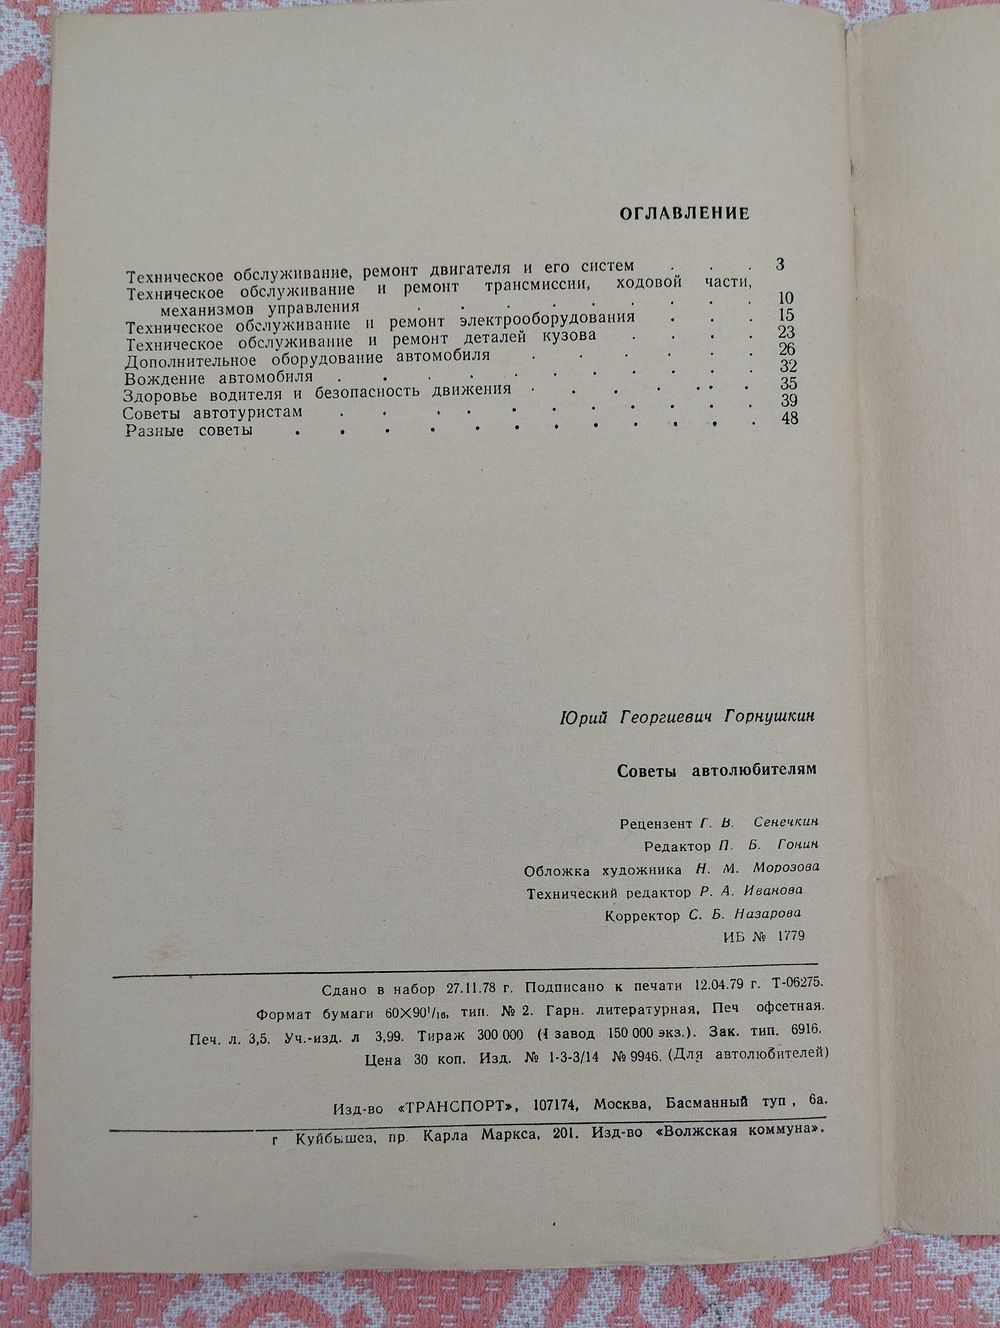 ОГЛАВЛЕНИЕ
Техническое обслуживание, ремонт двигателя и его систем . . . 3
Техническое обслуживание и ремонт трансмиссии, ходовой части,
механизмов управления . . . . . . . . 10
Техническое обслуживание и ремонт электрооборудования . . . 15
Техническое обслуживание и ремонт деталей кузова . . . . 23
Дополнительное оборудование автомобиля . . . . . . 26
Вождение автомобиля . . . . . . . . . . 32
Здоровье водителя и безопасность движения . . . . . . . 35
Советы автотуристам . . . . . . . . . . 39
Разные советы . . . . . . . . . . . . 48
Юрий Георгиевич Горнушкин
Советы автолюбителям
Рецензент Г. В. Сенечкин
Редактор П. Б. Гонин
Обложка художника Н. М. Морозова
Технический редактор Р. А. Иванова
Корректор С. Б. Назарова
ИБ № 1779
Сдано в набор 27.11.78 г. Подписано к печати 12.04.79 г. Т-06275.
Формат бумаги 60×90¹/₁₆, тип. № 2. Гарн. литературная, Печ офсетная.
Печ. л. 3,5. Уч.-изд. л 3,99. Тираж 300 000 (1 завод 150 000 экз.). Зак. тип. 6916.
Цена 30 коп. Изд. № 1-3-3/14 № 9946. (Для автолюбителей)
Изд-во «ТРАНСПОРТ», 107174, Москва, Басманный туп , 6а.
г Куйбышев, пр. Карла Маркса, 201. Изд-во «Волжская коммуна».